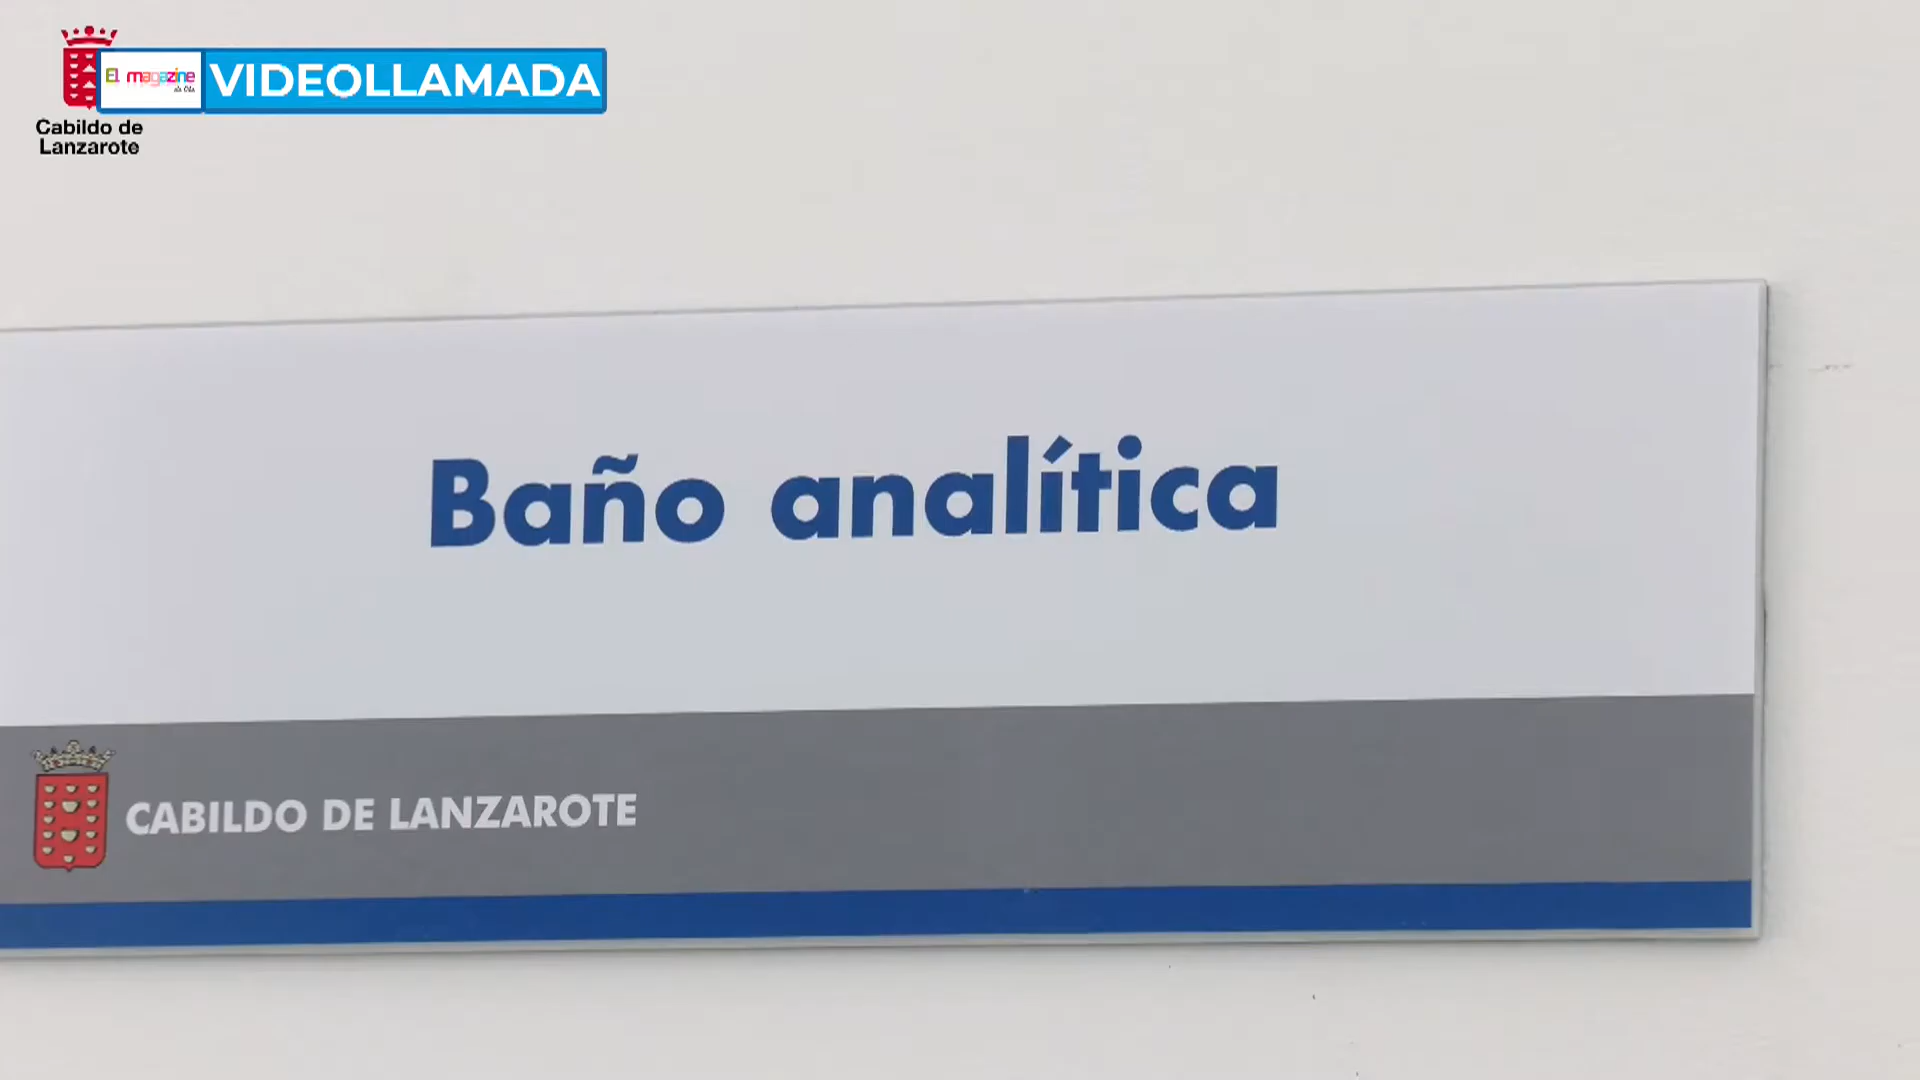 El magazine
VIDEOLLAMADA
Cabildo de
Lanzarote
Baño analítica
CABILDO DE LANZAROTE